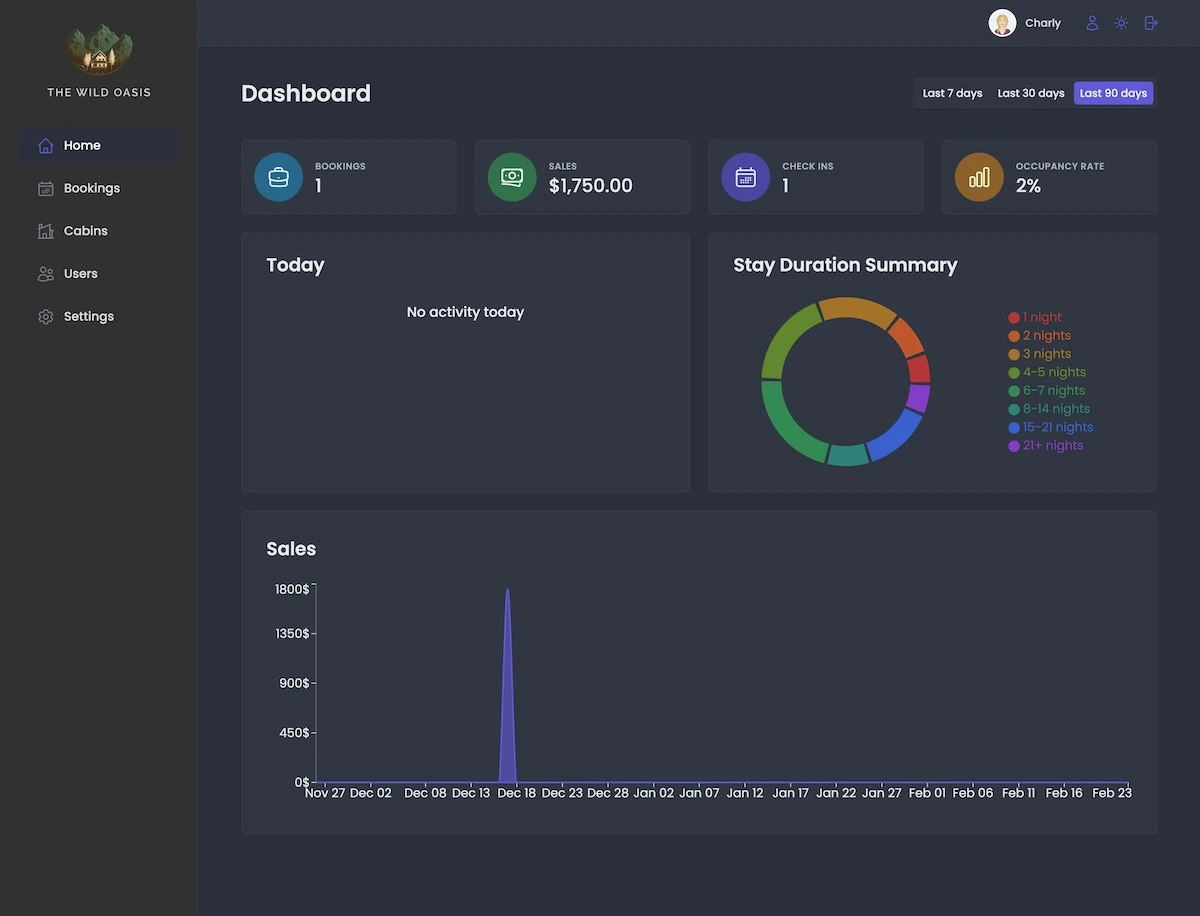 THE WILD OASIS
Home
Bookings
Cabins
Users
Settings
Charly
Dashboard
Last 7 days Last 30 days Last 90 days
BOOKINGS
1
SALES
$1,750.00
CHECK INS
1
OCCUPANCY RATE
2%
Today
No activity today
Stay Duration Summary
1 night
2 nights
3 nights
4-5 nights
6-7 nights
8-14 nights
15-21 nights
21+ nights
Sales
1800$
1350$
900$
450$
0$
Nov 27 Dec 02 Dec 08 Dec 13 Dec 18 Dec 23 Dec 28 Jan 02 Jan 07 Jan 12 Jan 17 Jan 22 Jan 27 Feb 01 Feb 06 Feb 11 Feb 16 Feb 23